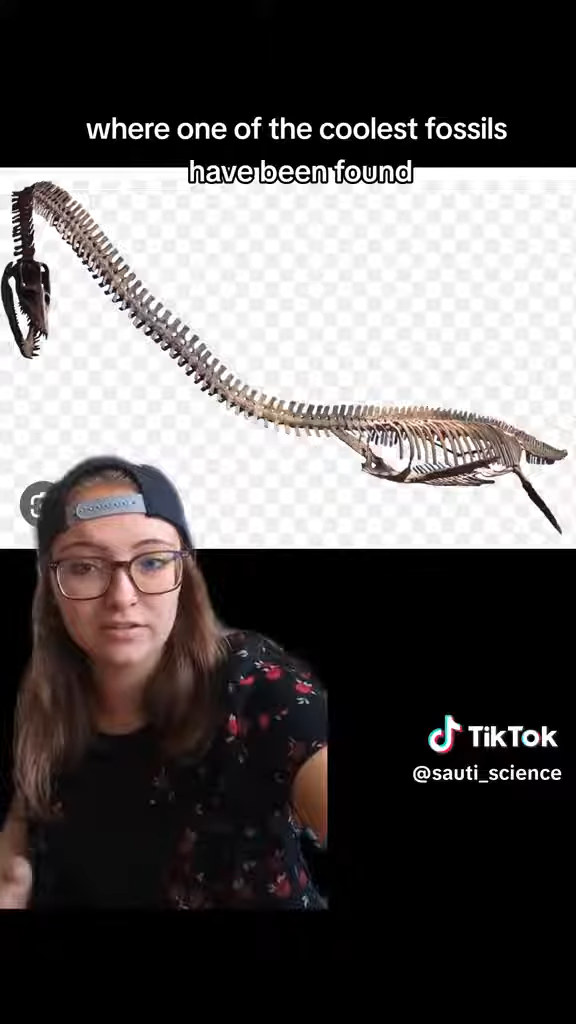 where one of the coolest fossils
have been found
TikTok
@sauti_science